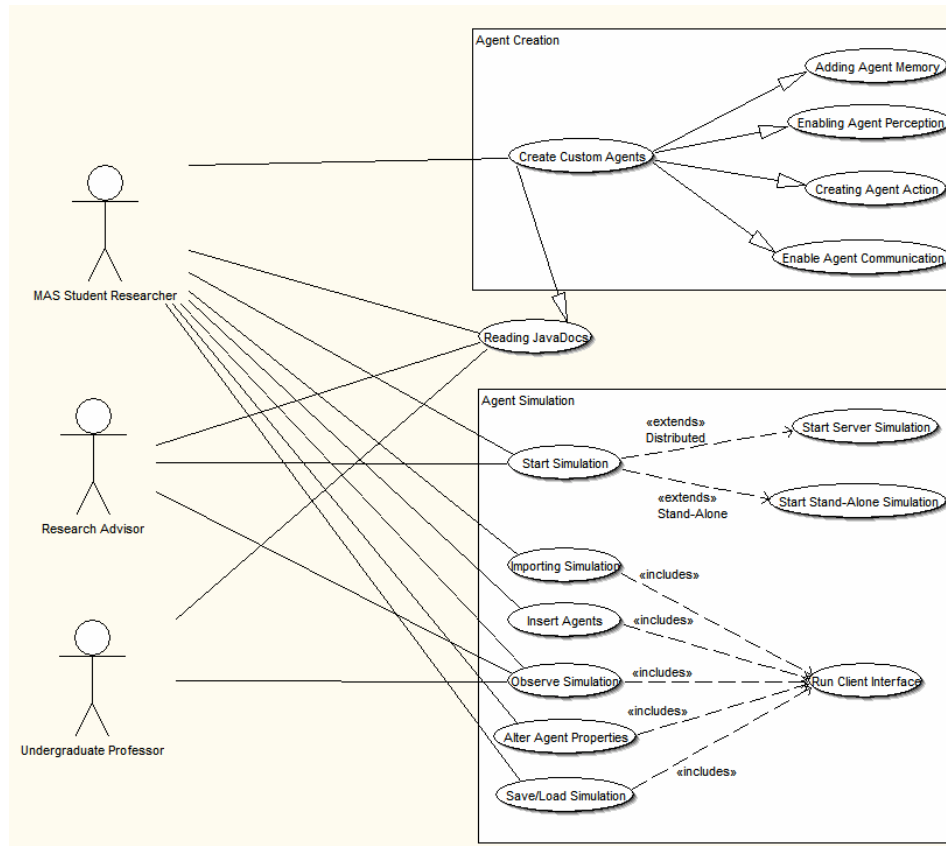 Agent Creation
Adding Agent Memory
Enabling Agent Perception
Create Custom Agents
Creating Agent Action
Enable Agent Communication
MAS Student Researcher
Reading JavaDocs
Agent Simulation
«extends»
Distributed
Start Server Simulation
Start Simulation
«extends»
Stand-Alone
Start Stand-Alone Simulation
Research Advisor
Importing Simulation
«includes»
Insert Agents
«includes»
Observe Simulation
«includes»
Run Client Interface
«includes»
Alter Agent Properties
Undergraduate Professor
«includes»
Save/Load Simulation